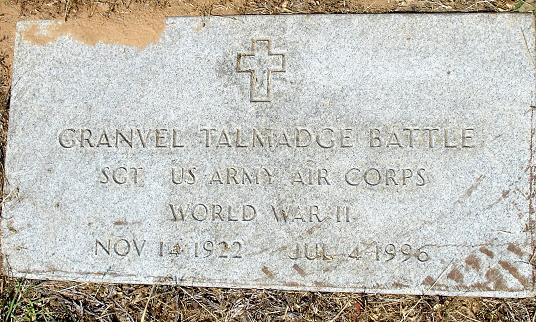 GRANVEL TALMADGE BATTLE
SGT US ARMY AIR CORPS
WORLD WAR II
NOV 14 1922 JUL 4 1996